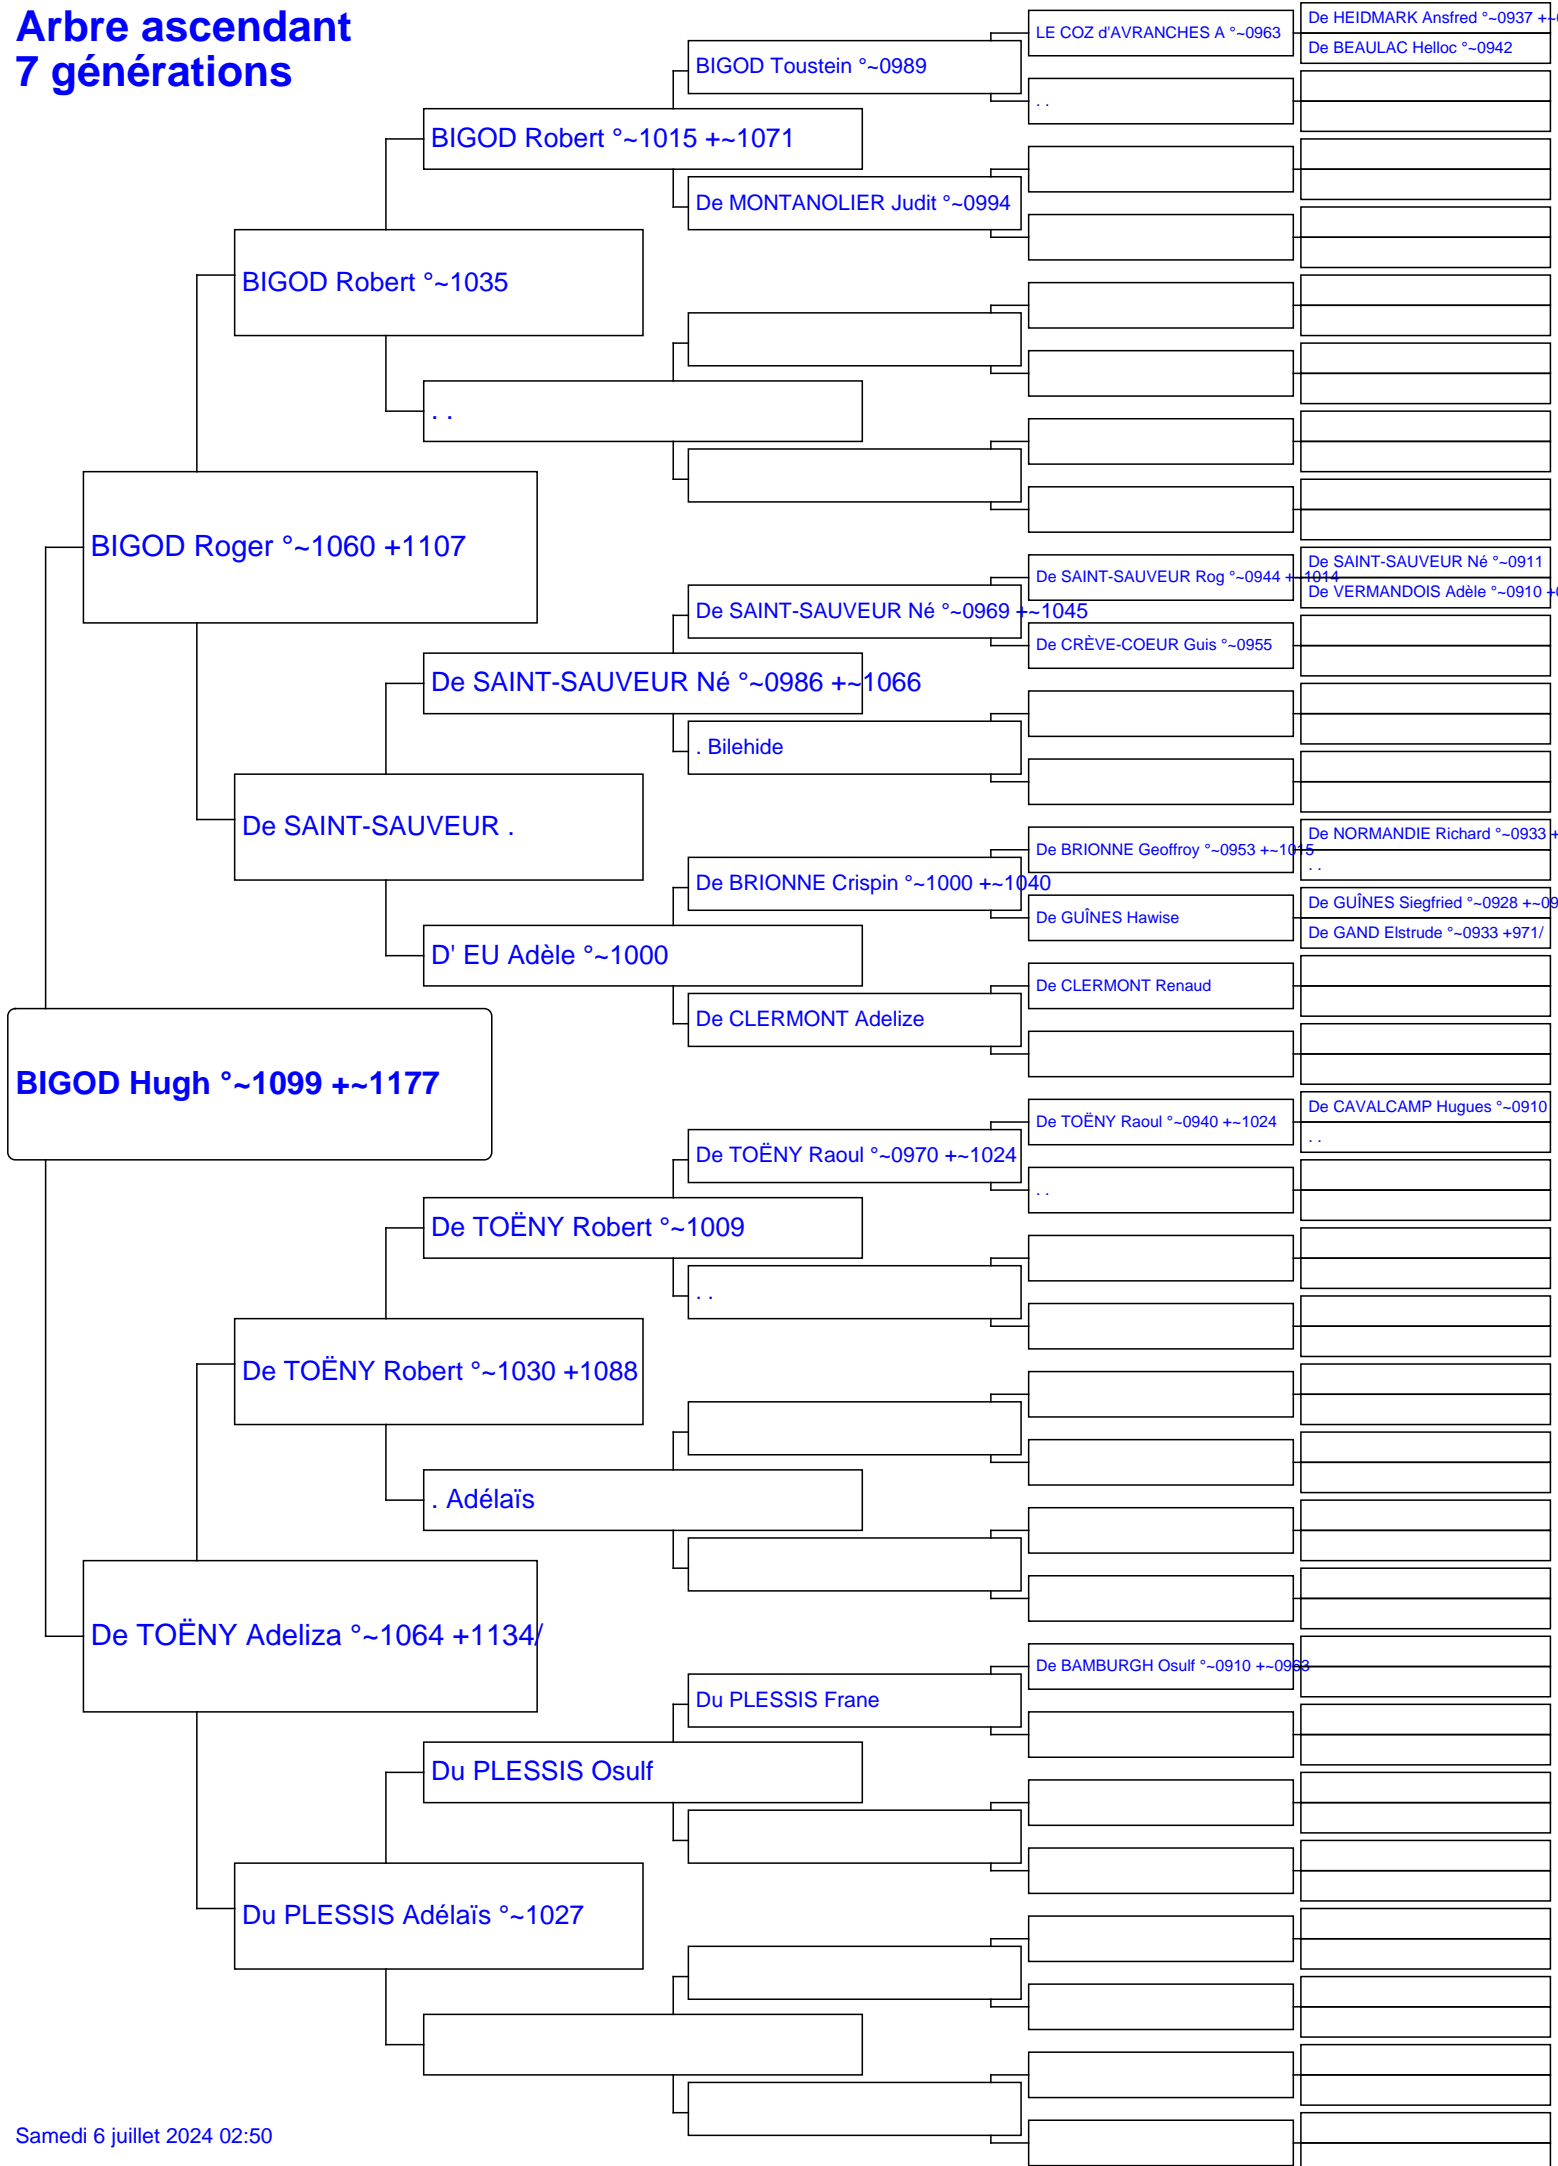 Arbre ascendant
7 générations
BIGOD Hugh °~1099 +~1177
BIGOD Roger °~1060 +1107
De TOËNY Adeliza °~1064 +1134/
BIGOD Robert °~1035
De SAINT-SAUVEUR .
De TOËNY Robert °~1030 +1088
Du PLESSIS Adélaïs °~1027
BIGOD Robert °~1015 +~1071
. .
De SAINT-SAUVEUR Né °~0986 +~1066
D' EU Adèle °~1000
De TOËNY Robert °~1009
. Adélaïs
Du PLESSIS Osulf
BIGOD Toustein °~0989
De MONTANOLIER Judit °~0994
De SAINT-SAUVEUR Né °~0969 +~1045
. Bilehide
De BRIONNE Crispin °~1000 +~1040
De CLERMONT Adelize
De TOËNY Raoul °~0970 +~1024
. .
Du PLESSIS Frane
LE COZ d'AVRANCHES A °~0963
. .
De SAINT-SAUVEUR Rog °~0944 +~1014
De CRÈVE-COEUR Guis °~0955
De BRIONNE Geoffroy °~0953 +~1015
De GUÎNES Hawise
De CLERMONT Renaud
De TOËNY Raoul °~0940 +~1024
. .
De BAMBURGH Osulf °~0910 +~0963
De HEIDMARK Ansfred °~0937 +~
De BEAULAC Helloc °~0942
De SAINT-SAUVEUR Né °~0911
De VERMANDOIS Adèle °~0910 +
De NORMANDIE Richard °~0933 +
. .
De GUÎNES Siegfried °~0928 +~09
De GAND Elstrude °~0933 +971/
De CAVALCAMP Hugues °~0910
. .
Samedi 6 juillet 2024 02:50